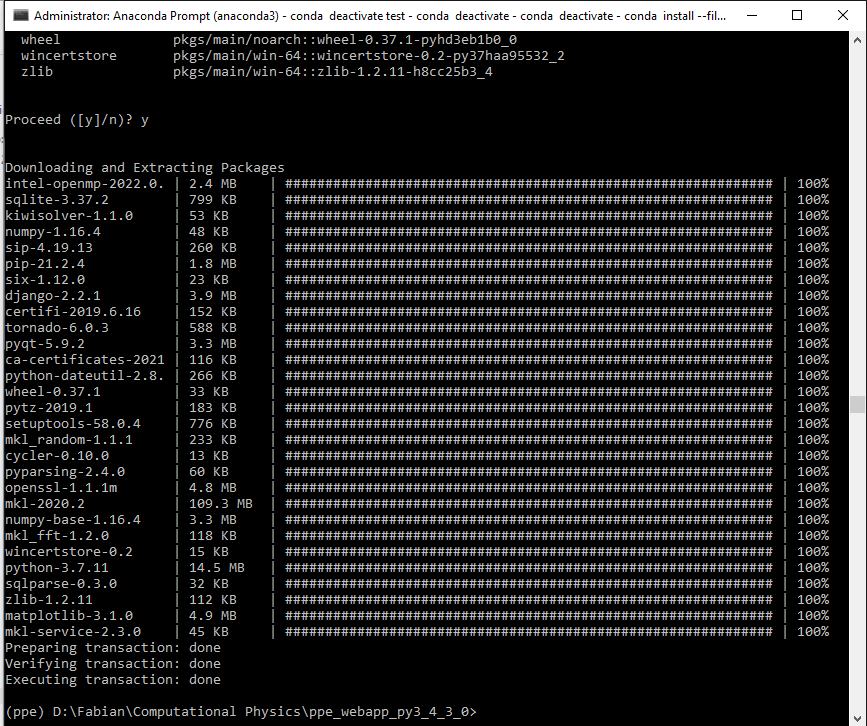 Administrator: Anaconda Prompt (anaconda3) - conda deactivate test - conda deactivate - conda deactivate - conda install --fil...
wheel pkgs/main/noarch::wheel-0.37.1-pyhd3eb1b0_0
wincertstore pkgs/main/win-64::wincertstore-0.2-py37haa95532_2
zlib pkgs/main/win-64::zlib-1.2.11-h8cc25b3_4
Proceed ([y]/n)? y
Downloading and Extracting Packages
intel-openmp-2022.0. | 2.4 MB | ############################################################# | 100%
sqlite-3.37.2 | 799 KB | ############################################################# | 100%
kiwisolver-1.1.0 | 53 KB | ############################################################# | 100%
numpy-1.16.4 | 48 KB | ############################################################# | 100%
sip-4.19.13 | 260 KB | ############################################################# | 100%
pip-21.2.4 | 1.8 MB | ############################################################# | 100%
six-1.12.0 | 23 KB | ############################################################# | 100%
django-2.2.1 | 3.9 MB | ############################################################# | 100%
certifi-2019.6.16 | 152 KB | ############################################################# | 100%
tornado-6.0.3 | 588 KB | ############################################################# | 100%
pyqt-5.9.2 | 3.3 MB | ############################################################# | 100%
ca-certificates-2021 | 116 KB | ############################################################# | 100%
python-dateutil-2.8. | 266 KB | ############################################################# | 100%
wheel-0.37.1 | 33 KB | ############################################################# | 100%
pytz-2019.1 | 183 KB | ############################################################# | 100%
setuptools-58.0.4 | 776 KB | ############################################################# | 100%
mkl_random-1.1.1 | 233 KB | ############################################################# | 100%
cycler-0.10.0 | 13 KB | ############################################################# | 100%
pyparsing-2.4.0 | 60 KB | ############################################################# | 100%
openssl-1.1.1m | 4.8 MB | ############################################################# | 100%
mkl-2020.2 | 109.3 MB | ############################################################# | 100%
numpy-base-1.16.4 | 3.3 MB | ############################################################# | 100%
mkl_fft-1.2.0 | 118 KB | ############################################################# | 100%
wincertstore-0.2 | 15 KB | ############################################################# | 100%
python-3.7.11 | 14.5 MB | ############################################################# | 100%
sqlparse-0.3.0 | 32 KB | ############################################################# | 100%
zlib-1.2.11 | 112 KB | ############################################################# | 100%
matplotlib-3.1.0 | 4.9 MB | ############################################################# | 100%
mkl-service-2.3.0 | 45 KB | ############################################################# | 100%
Preparing transaction: done
Verifying transaction: done
Executing transaction: done
(ppe) D:\Fabian\Computational Physics\ppe_webapp_py3_4_3_0>